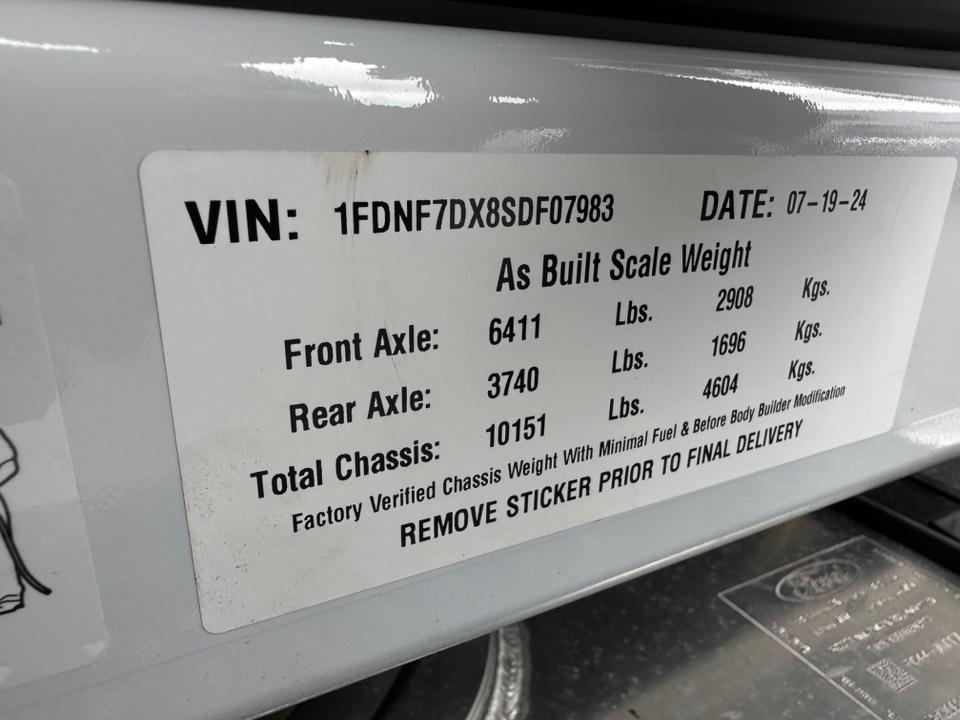 VIN: 1FDNF7DX8SDF07983 DATE: 07-19-24
As Built Scale Weight
Front Axle: 6411 Lbs. 2908 Kgs.
Rear Axle: 3740 Lbs. 1696 Kgs.
Total Chassis: 10151 Lbs. 4604 Kgs.
Factory Verified Chassis Weight With Minimal Fuel & Before Body Builder Modification
REMOVE STICKER PRIOR TO FINAL DELIVERY
Ford